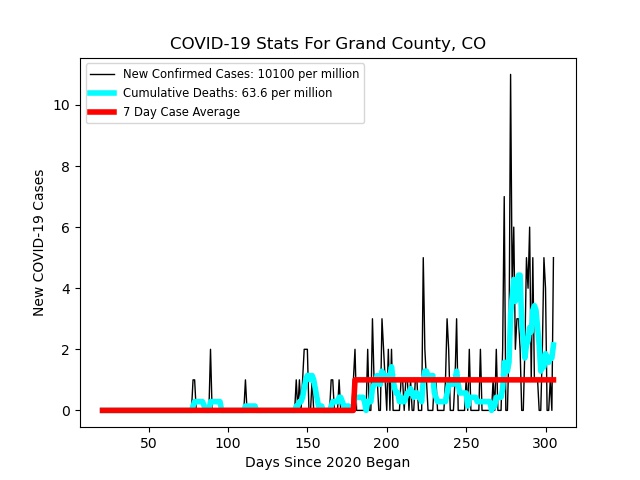 COVID-19 Stats For Grand County, CO
New Confirmed Cases: 10100 per million
Cumulative Deaths: 63.6 per million
7 Day Case Average
New COVID-19 Cases
10
8
6
4
2
0
50 100 150 200 250 300
Days Since 2020 Began